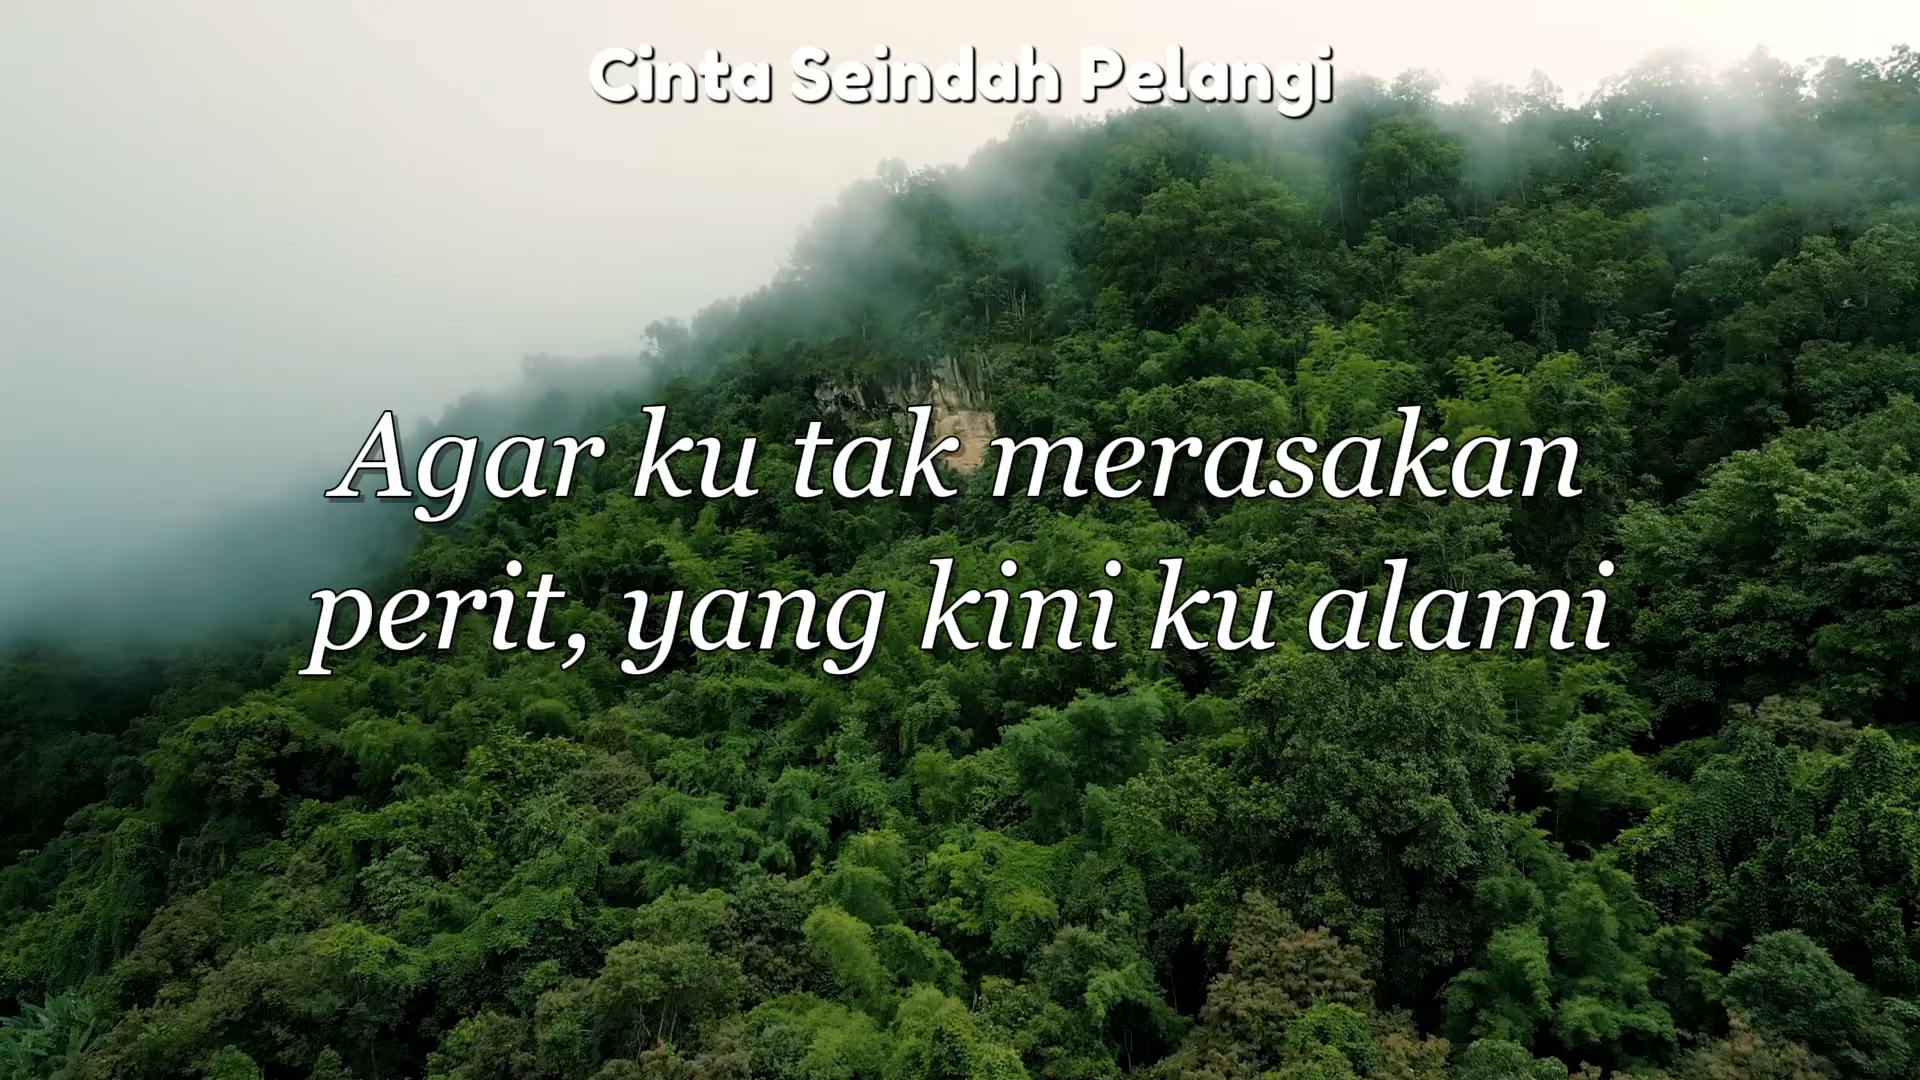 Cinta Seindah Pelangi
Agar ku tak merasakan
perit, yang kini ku alami